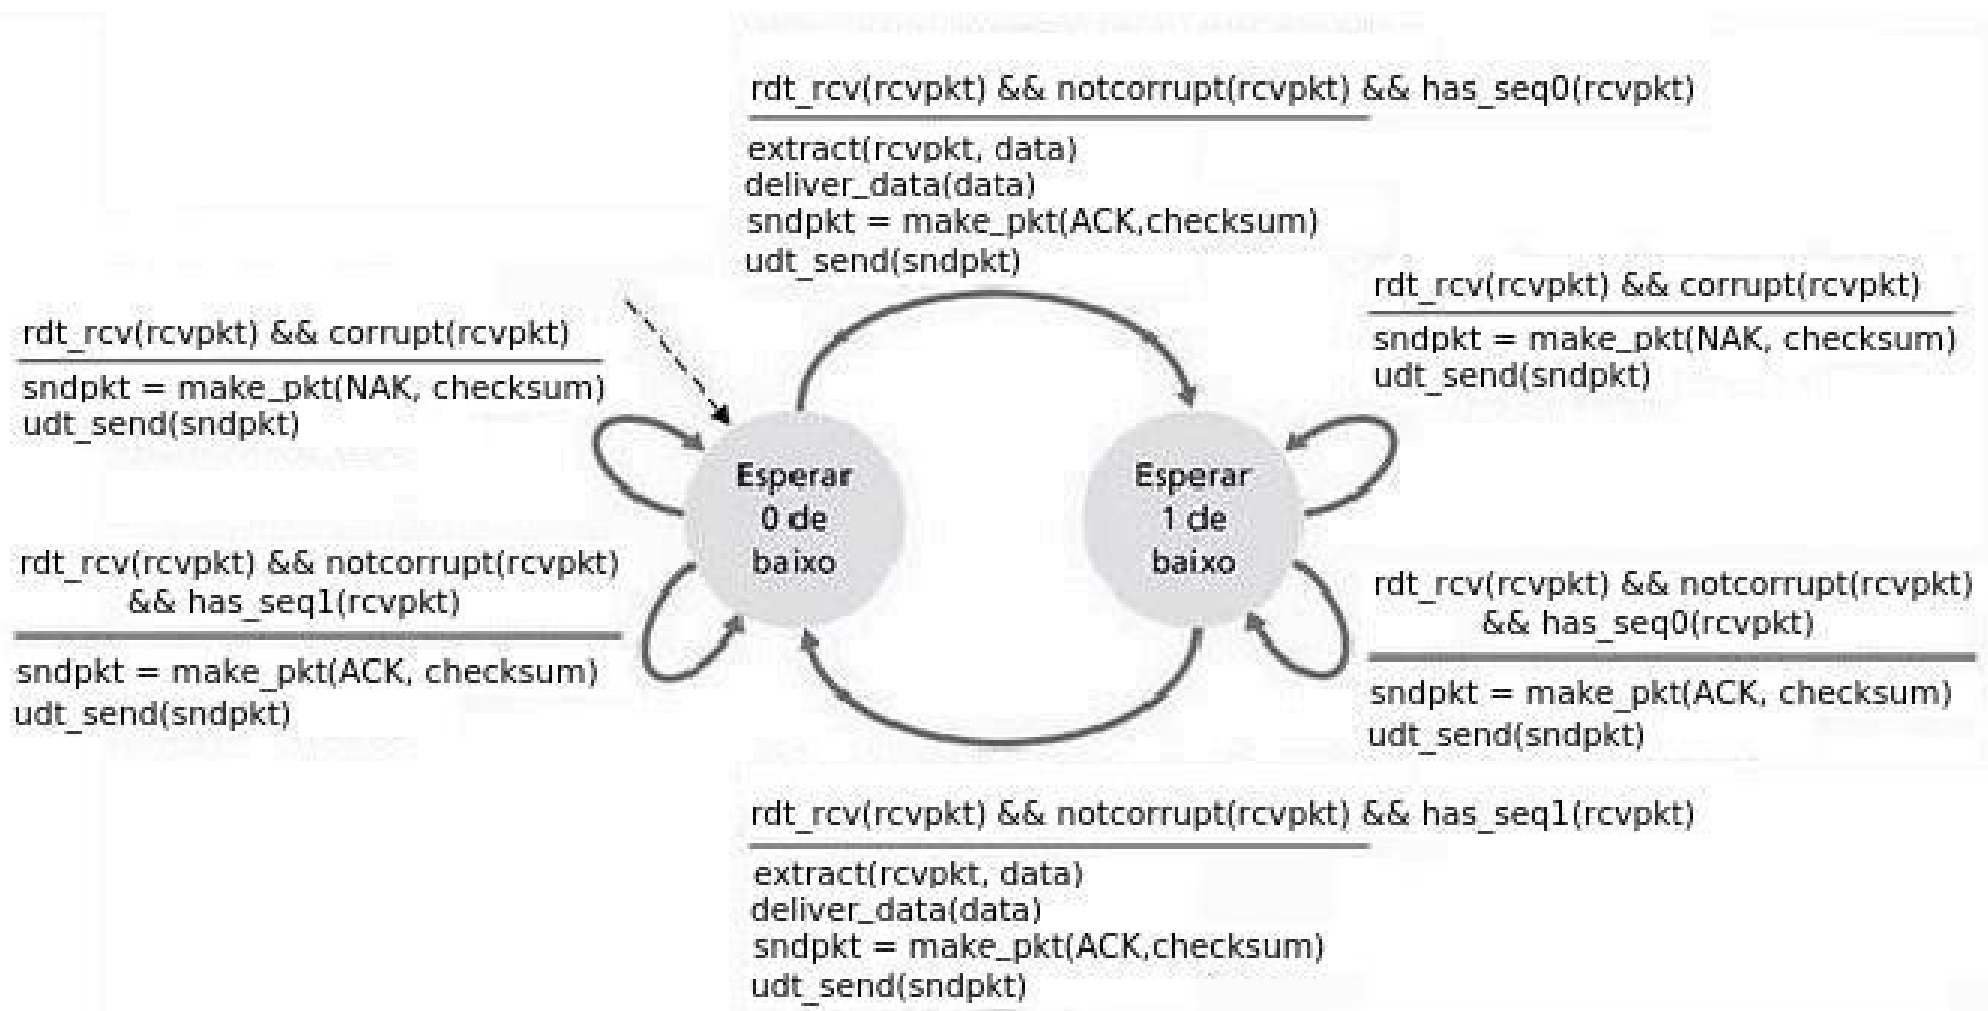 rdt_rcv(rcvpkt) && notcorrupt(rcvpkt) && has_seq0(rcvpkt)
extract(rcvpkt, data)
deliver_data(data)
sndpkt = make_pkt(ACK,checksum)
udt_send(sndpkt)
rdt_rcv(rcvpkt) && corrupt(rcvpkt)
sndpkt = make_pkt(NAK, checksum)
udt_send(sndpkt)
rdt_rcv(rcvpkt) && corrupt(rcvpkt)
sndpkt = make_pkt(NAK, checksum)
udt_send(sndpkt)
Esperar
0 de
baixo
Esperar
1 de
baixo
rdt_rcv(rcvpkt) && notcorrupt(rcvpkt)
&& has_seq1(rcvpkt)
sndpkt = make_pkt(ACK, checksum)
udt_send(sndpkt)
rdt_rcv(rcvpkt) && notcorrupt(rcvpkt)
&& has_seq0(rcvpkt)
sndpkt = make_pkt(ACK, checksum)
udt_send(sndpkt)
rdt_rcv(rcvpkt) && notcorrupt(rcvpkt) && has_seq1(rcvpkt)
extract(rcvpkt, data)
deliver_data(data)
sndpkt = make_pkt(ACK,checksum)
udt_send(sndpkt)